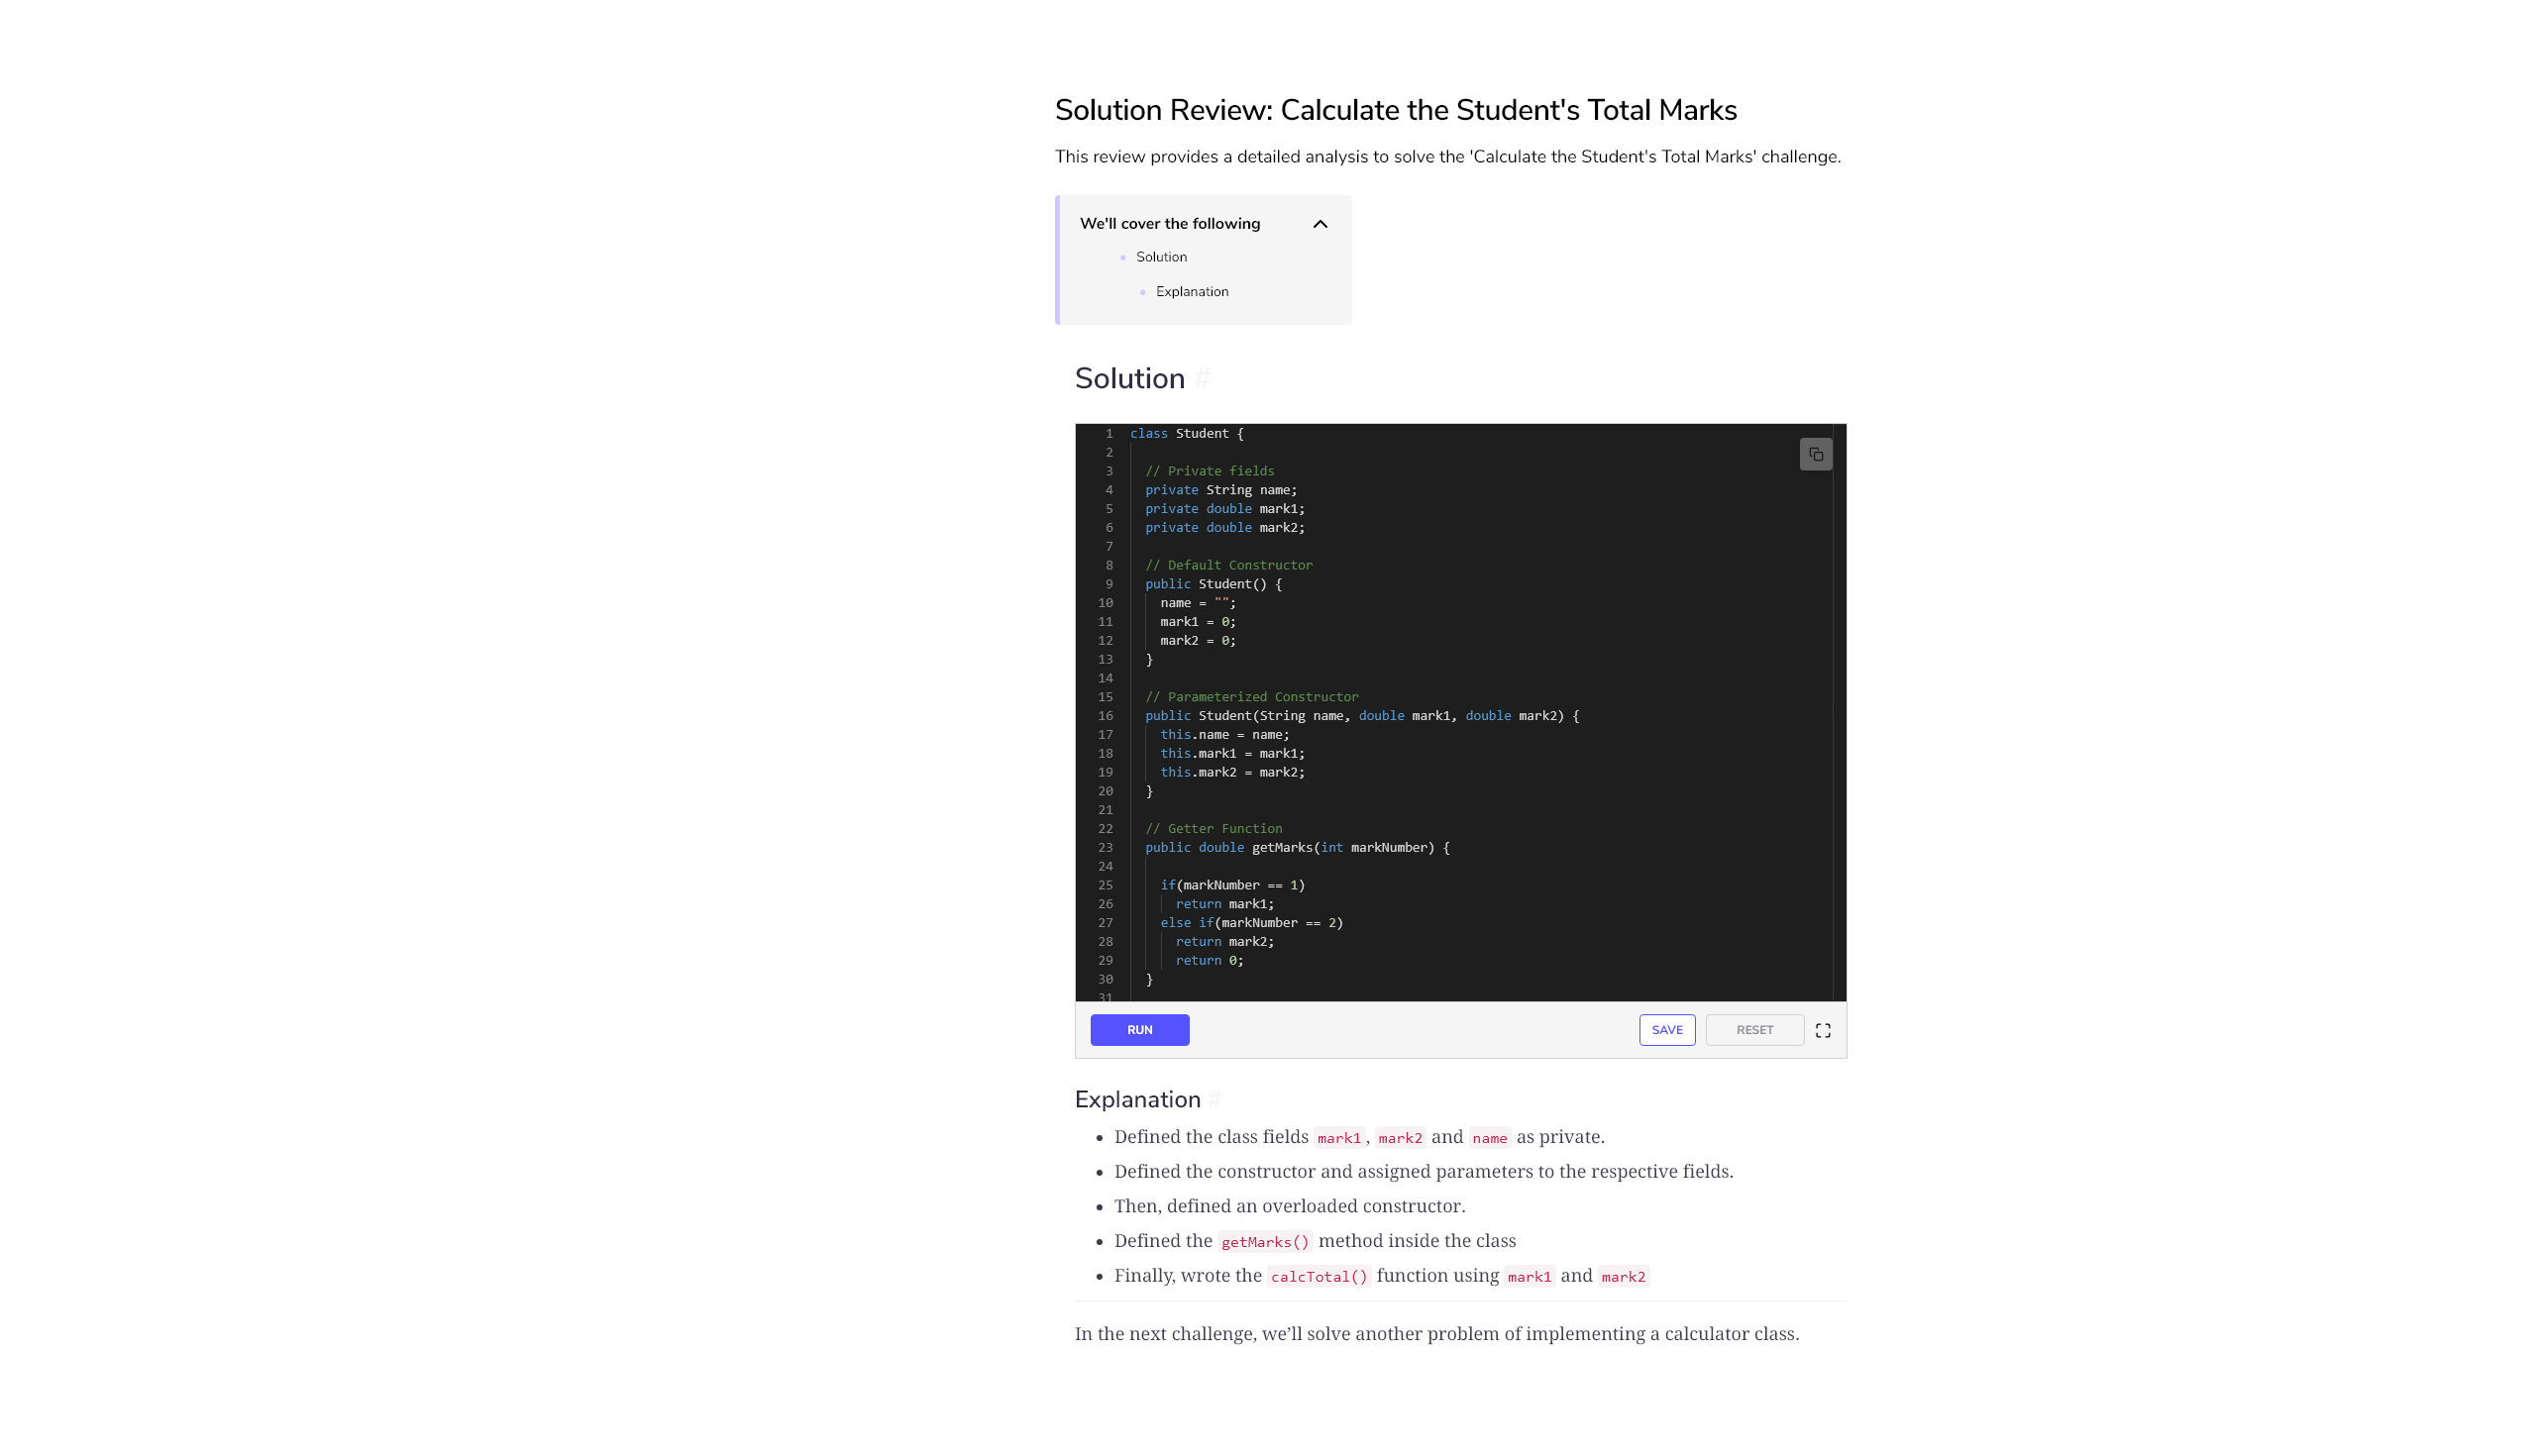 Solution Review: Calculate the Student's Total Marks
This review provides a detailed analysis to solve the 'Calculate the Student's Total Marks' challenge.
We'll cover the following
Solution
Explanation
Solution #
1 class Student {
2
3 // Private fields
4 private String name;
5 private double mark1;
6 private double mark2;
7
8 // Default Constructor
9 public Student() {
10 name = "";
11 mark1 = 0;
12 mark2 = 0;
13 }
14
15 // Parameterized Constructor
16 public Student(String name, double mark1, double mark2) {
17 this.name = name;
18 this.mark1 = mark1;
19 this.mark2 = mark2;
20 }
21
22 // Getter Function
23 public double getMarks(int markNumber) {
24
25 if(markNumber == 1)
26 return mark1;
27 else if(markNumber == 2)
28 return mark2;
29 return 0;
30 }
31
RUN SAVE RESET
Explanation #
• Defined the class fields mark1, mark2 and name as private.
• Defined the constructor and assigned parameters to the respective fields.
• Then, defined an overloaded constructor.
• Defined the getMarks() method inside the class
• Finally, wrote the calcTotal() function using mark1 and mark2
In the next challenge, we’ll solve another problem of implementing a calculator class.